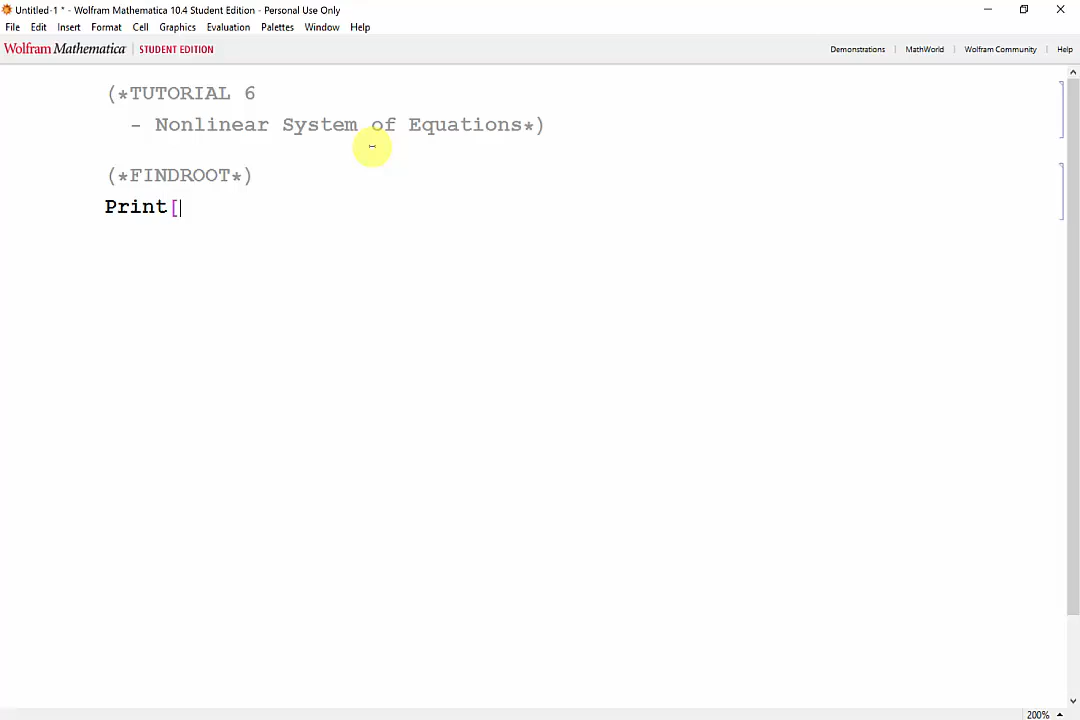 Untitled-1 * - Wolfram Mathematica 10.4 Student Edition - Personal Use Only
File Edit Insert Format Cell Graphics Evaluation Palettes Window Help
Wolfram Mathematica | STUDENT EDITION Demonstrations | MathWorld | Wolfram Community | Help
(*TUTORIAL 6
- Nonlinear System of Equations*)
(*FINDROOT*)
Print[
200%